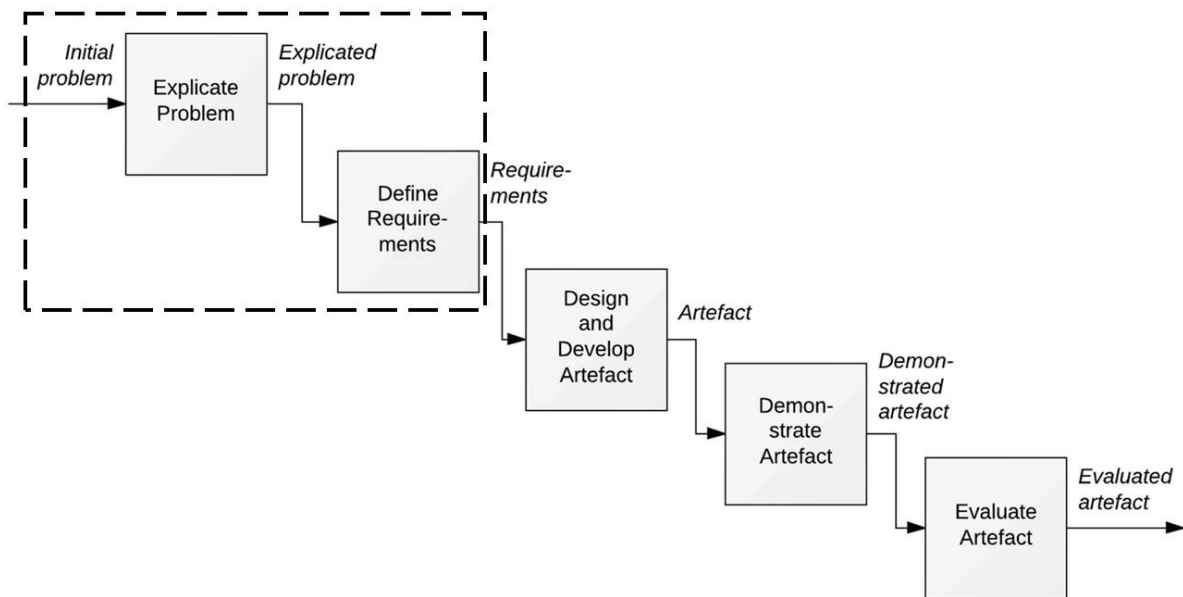 Initial
problem
Explicate
Problem
Explicated
problem
Define
Require-
ments
Require-
ments
Design
and
Develop
Artefact
Artefact
Demon-
strate
Artefact
Demon-
strated
artefact
Evaluate
Artefact
Evaluated
artefact